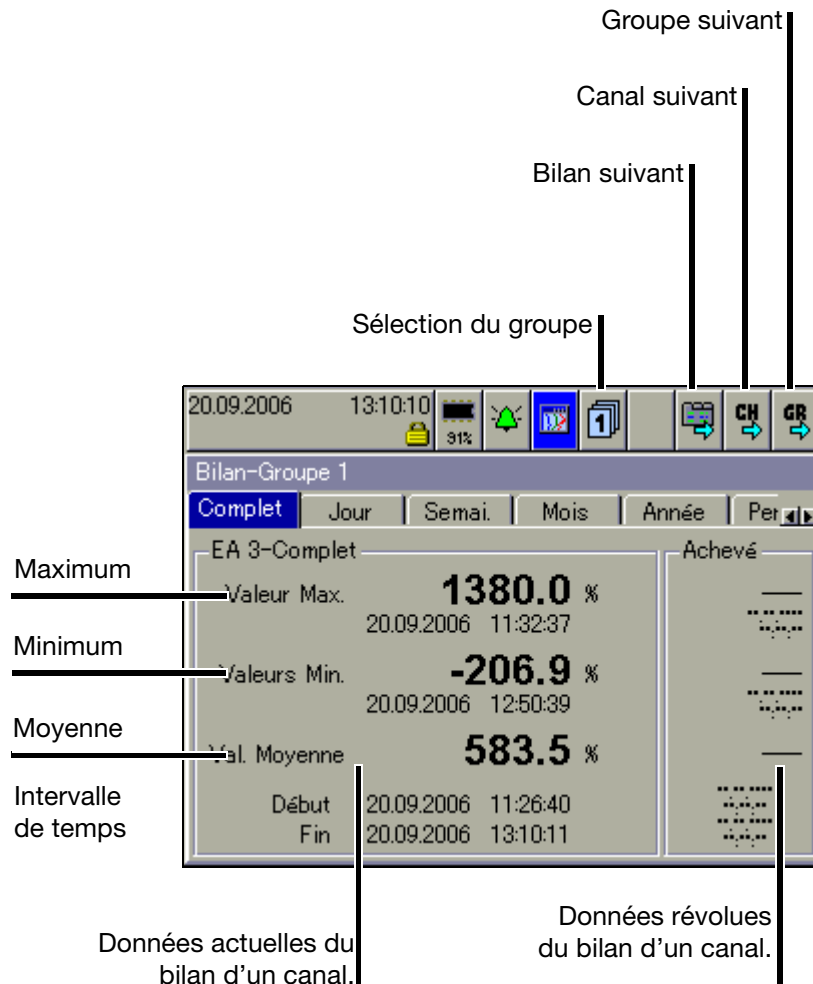 Groupe suivant
Canal suivant
Bilan suivant
Sélection du groupe
20.09.2006 13:10:10
91%
1
CH
GR
Bilan-Groupe 1
Complet Jour Semai. Mois Année Per
EA 3-Complet Achevé
Maximum
Valeur Max. 1380.0 %
20.09.2006 11:32:37
Minimum
Valeurs Min. -206.9 %
20.09.2006 12:50:39
Moyenne
Val. Moyenne 583.5 %
Intervalle
de temps
Début 20.09.2006 11:26:40
Fin 20.09.2006 13:10:11
Données actuelles du
bilan d'un canal.
Données révolues
du bilan d'un canal.